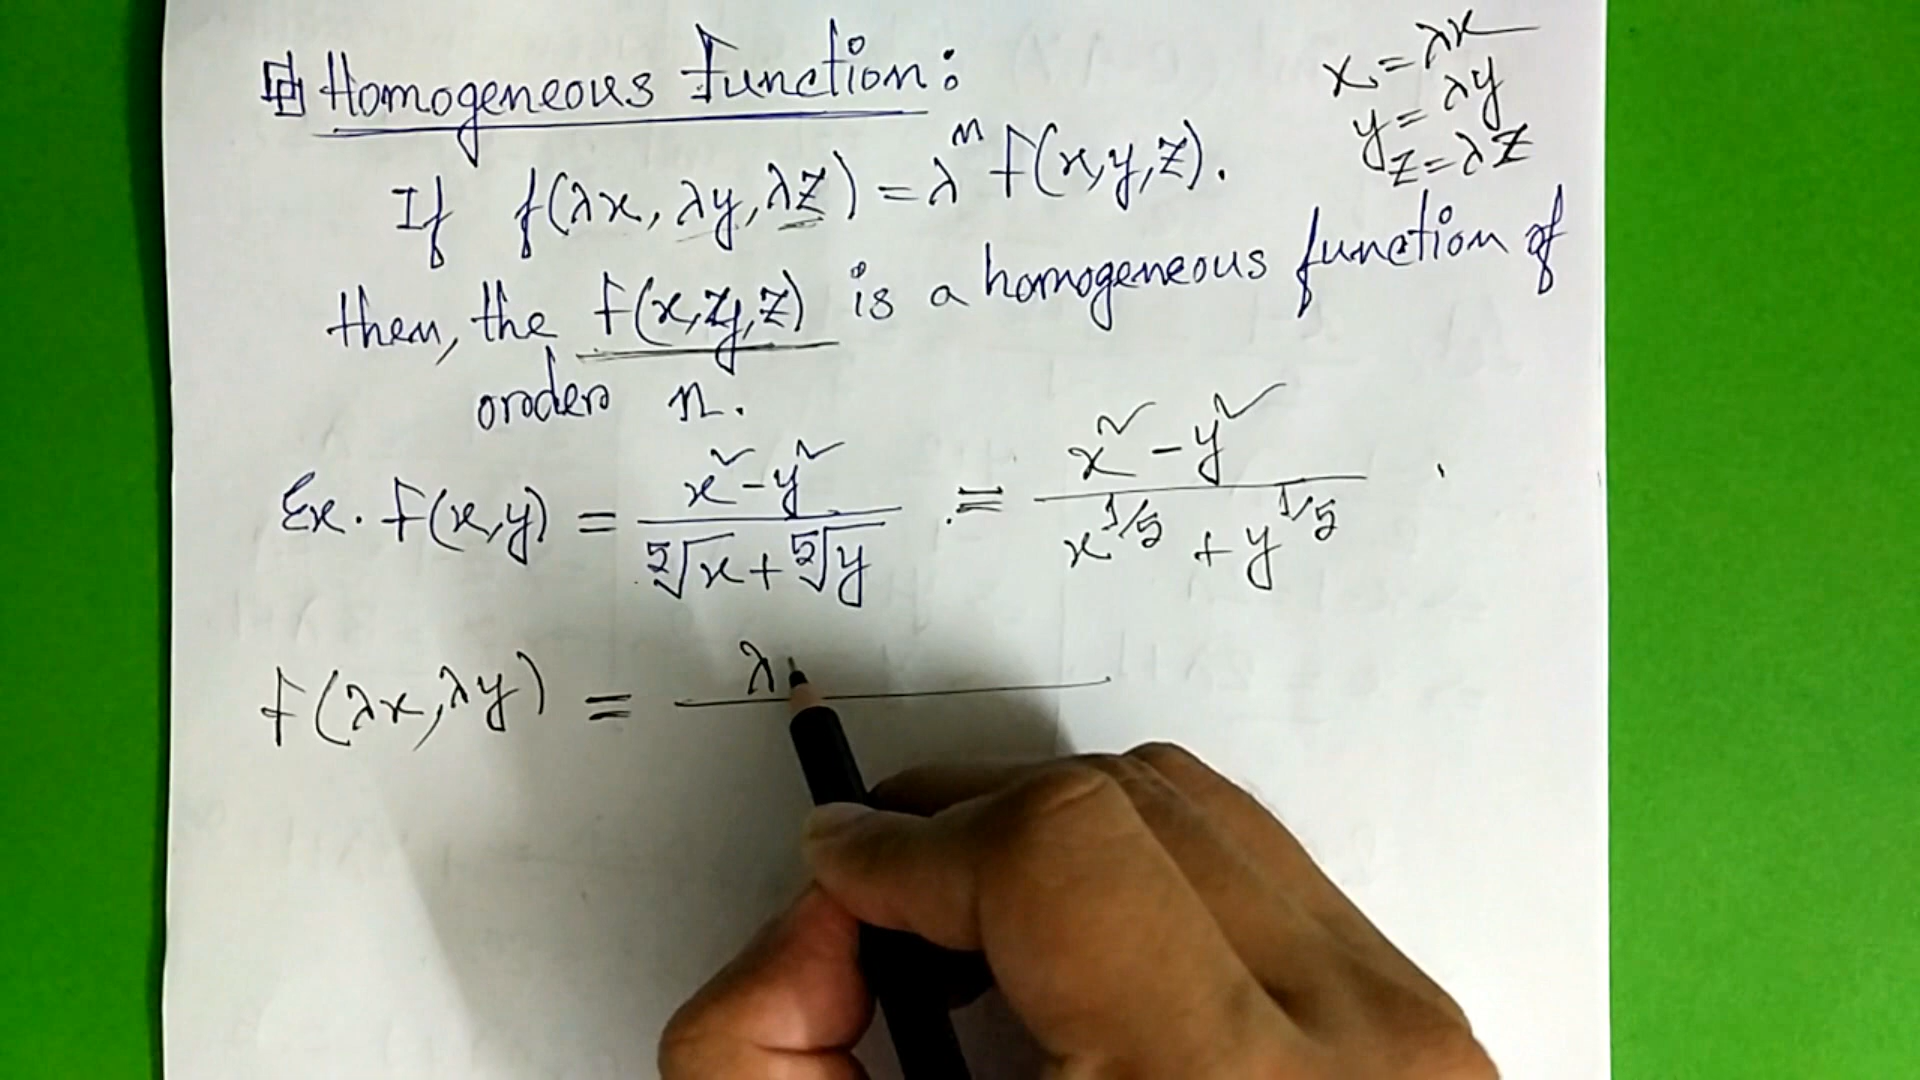 Homogeneous Function:
x = λx
y = λy
z = λz
If f(λx, λy, λz) = λⁿ f(x,y,z).
then, the f(x,y,z) is a homogeneous function of
order n.
Ex. f(x,y) = (x² - y²)/(⁵√x + ⁵√y) = (x² - y²)/(x^1/5 + y^1/5)
f(λx, λy) = λ